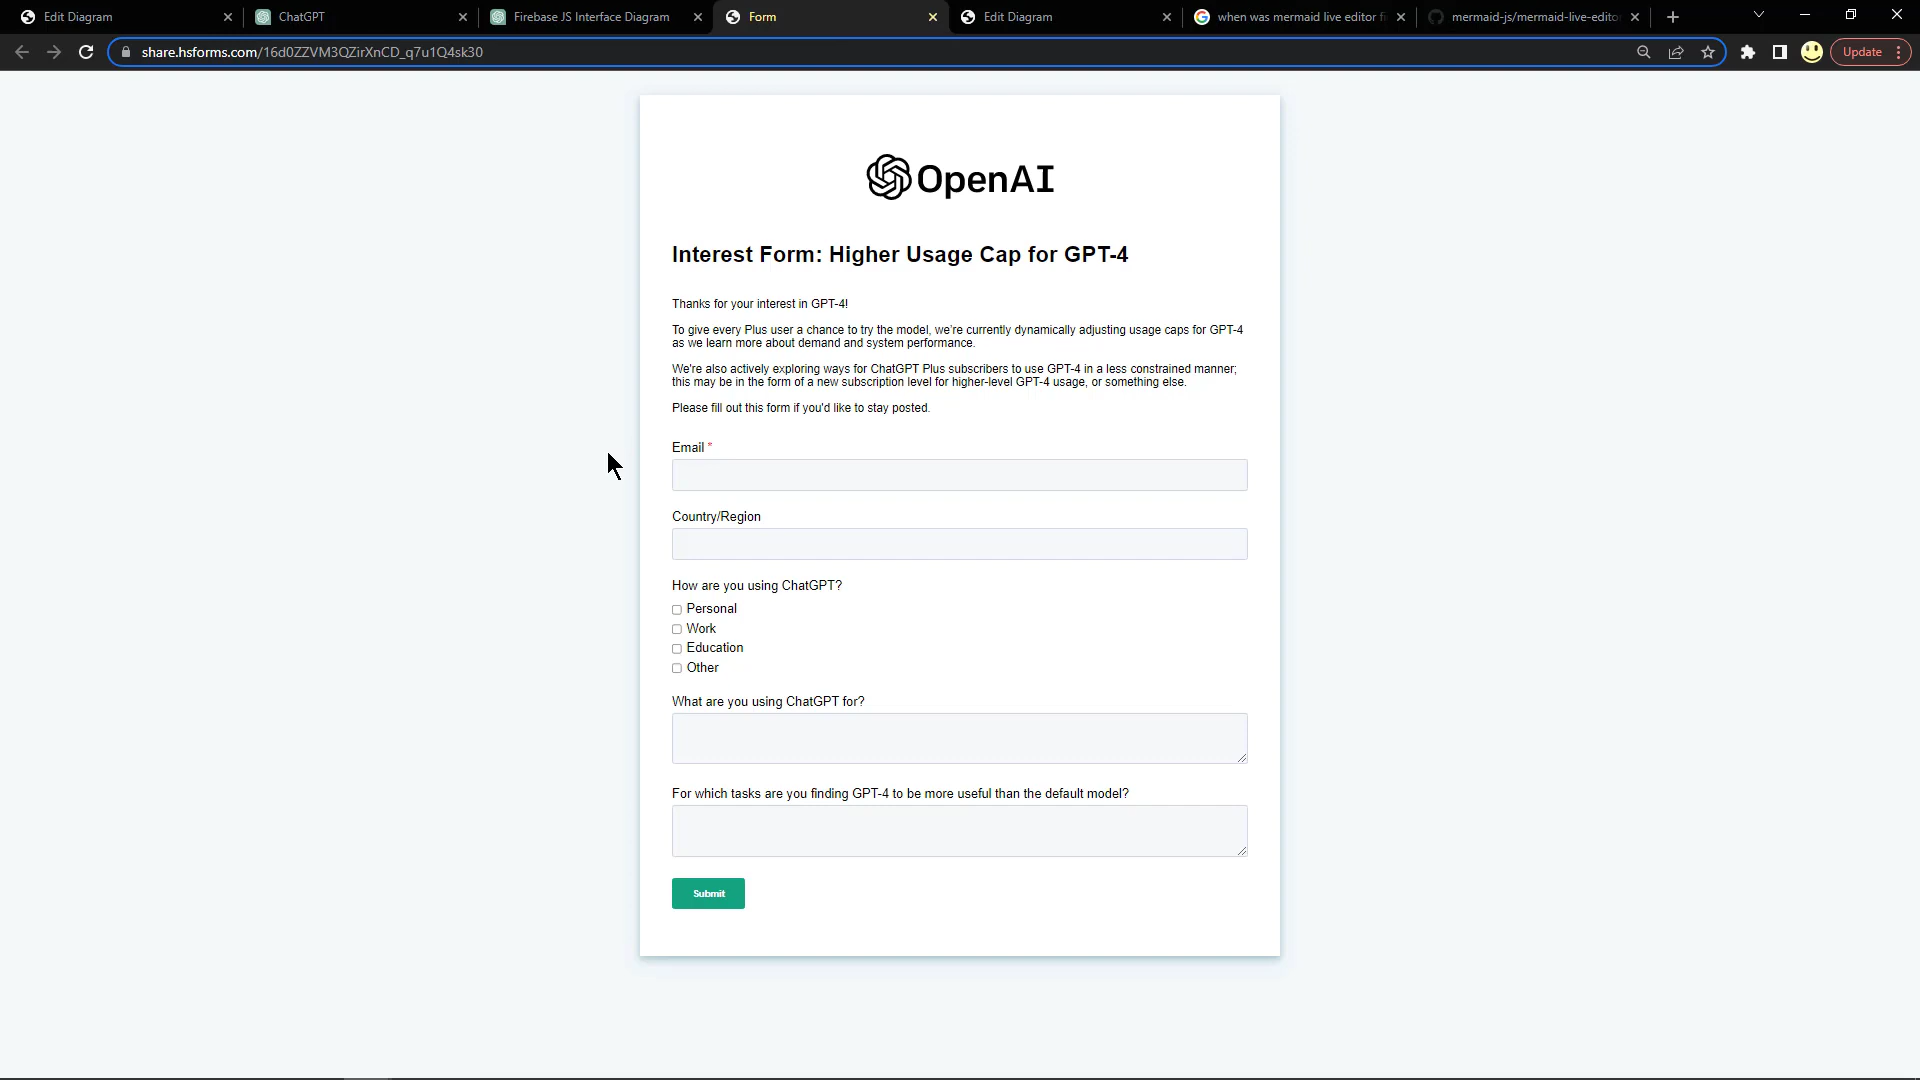 Edit Diagram
ChatGPT
Firebase JS Interface Diagram
Form
Edit Diagram
when was mermaid live editor fi
mermaid-js/mermaid-live-edito
share.hsforms.com/16d0ZZVM3QZirXnCD_q7u1Q4sk30
Update
OpenAI
Interest Form: Higher Usage Cap for GPT-4
Thanks for your interest in GPT-4!
To give every Plus user a chance to try the model, we're currently dynamically adjusting usage caps for GPT-4
as we learn more about demand and system performance.
We're also actively exploring ways for ChatGPT Plus subscribers to use GPT-4 in a less constrained manner;
this may be in the form of a new subscription level for higher-level GPT-4 usage, or something else.
Please fill out this form if you'd like to stay posted.
Email *
Country/Region
How are you using ChatGPT?
Personal
Work
Education
Other
What are you using ChatGPT for?
For which tasks are you finding GPT-4 to be more useful than the default model?
Submit